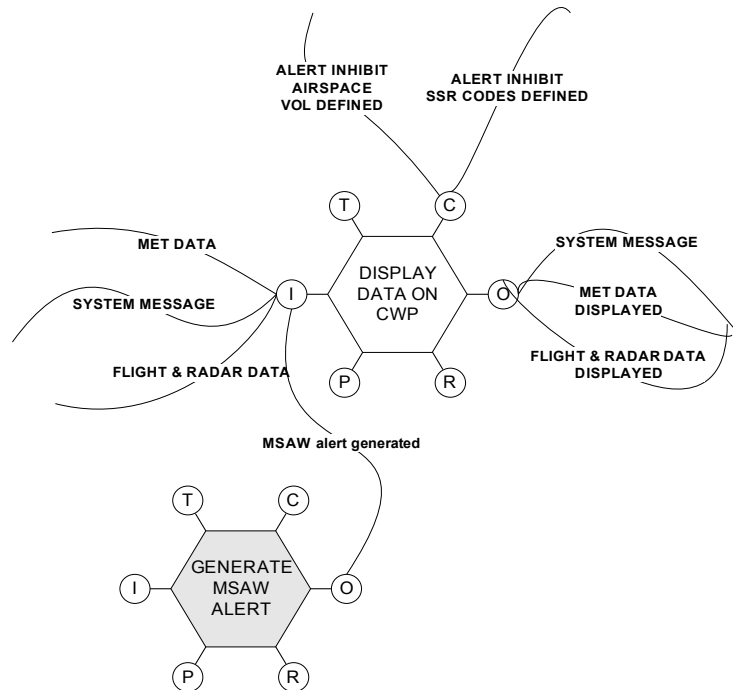 ALERT INHIBIT
AIRSPACE
VOL DEFINED
ALERT INHIBIT
SSR CODES DEFINED
T
C
MET DATA
SYSTEM MESSAGE
I
DISPLAY
DATA ON
CWP
O
SYSTEM MESSAGE
MET DATA
DISPLAYED
FLIGHT & RADAR DATA
FLIGHT & RADAR DATA
DISPLAYED
P
R
MSAW alert generated
T
C
I
GENERATE
MSAW
ALERT
O
P
R